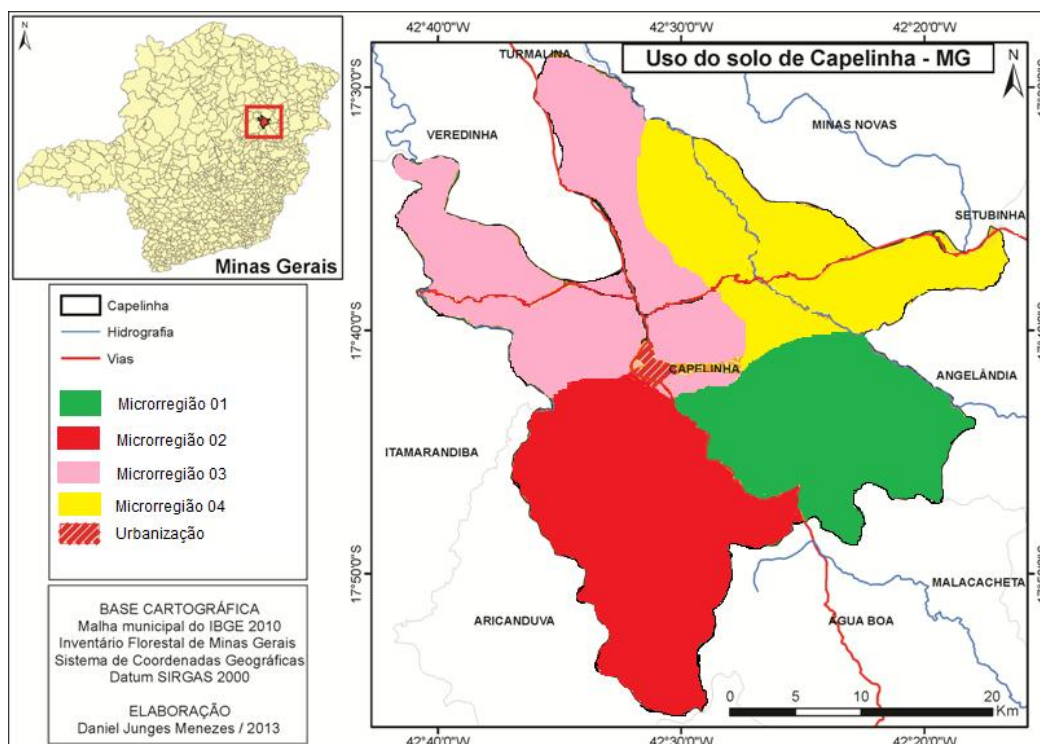 N
Minas Gerais
Capelinha
Hidrografia
Vias
Microrregião 01
Microrregião 02
Microrregião 03
Microrregião 04
Urbanização
BASE CARTOGRÁFICA
Malha municipal do IBGE 2010
Inventário Florestal de Minas Gerais
Sistema de Coordenadas Geográficas
Datum SIRGAS 2000
ELABORAÇÃO
Daniel Junges Menezes / 2013
42°40'0"W 42°30'0"W 42°20'0"W
Uso do solo de Capelinha - MG
N
TURMALINA
17°30'0"S
MINAS NOVAS
VEREDINHA
SETUBINHA
17°40'0"S
CAPELINHA
ANGELÂNDIA
ITAMARANDIBA
17°50'0"S
MALACACHETA
ARICANDUVA
ÁGUA BOA
0 5 10 20
Km
42°40'0"W 42°30'0"W 42°20'0"W